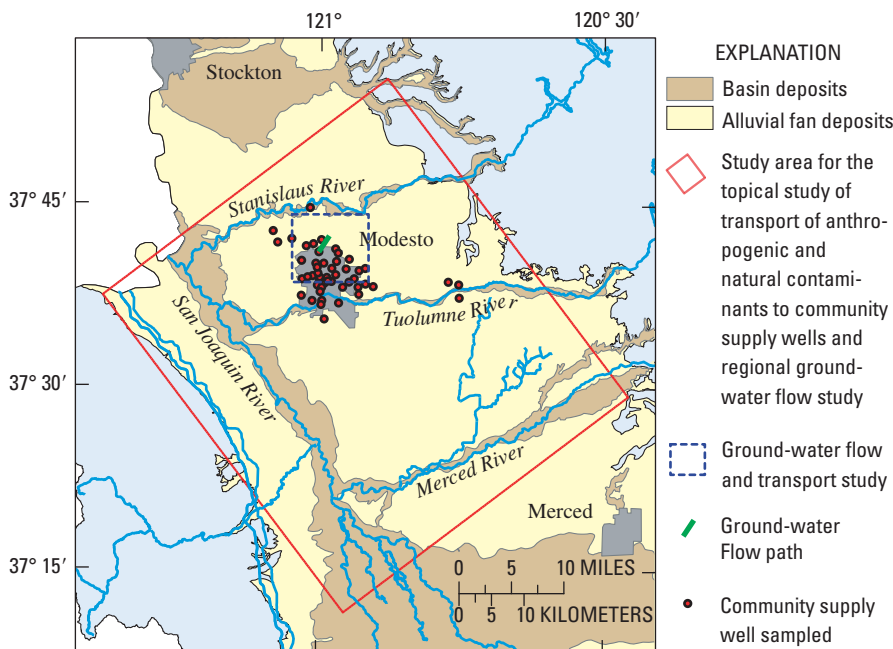 121°
120° 30′
Stockton
37° 45′
Stanislaus River
Modesto
Tuolumne River
San Joaquin River
37° 30′
Merced River
Merced
37° 15′
0 5 10 MILES
0 5 10 KILOMETERS
EXPLANATION
Basin deposits
Alluvial fan deposits
Study area for the
topical study of
transport of anthro-
pogenic and
natural contami-
nants to community
supply wells and
regional ground-
water flow study
Ground-water flow
and transport study
Ground-water
Flow path
Community supply
well sampled